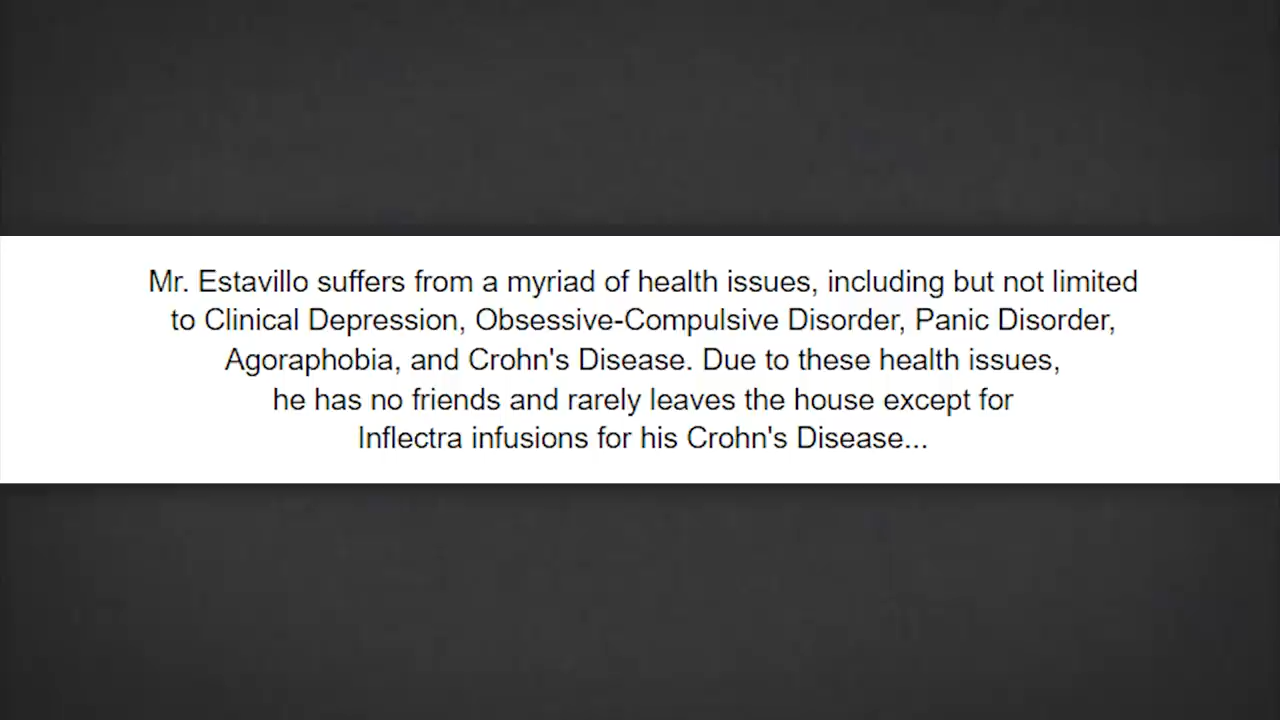 Mr. Estavillo suffers from a myriad of health issues, including but not limited
to Clinical Depression, Obsessive-Compulsive Disorder, Panic Disorder,
Agoraphobia, and Crohn's Disease. Due to these health issues,
he has no friends and rarely leaves the house except for
Inflectra infusions for his Crohn's Disease...